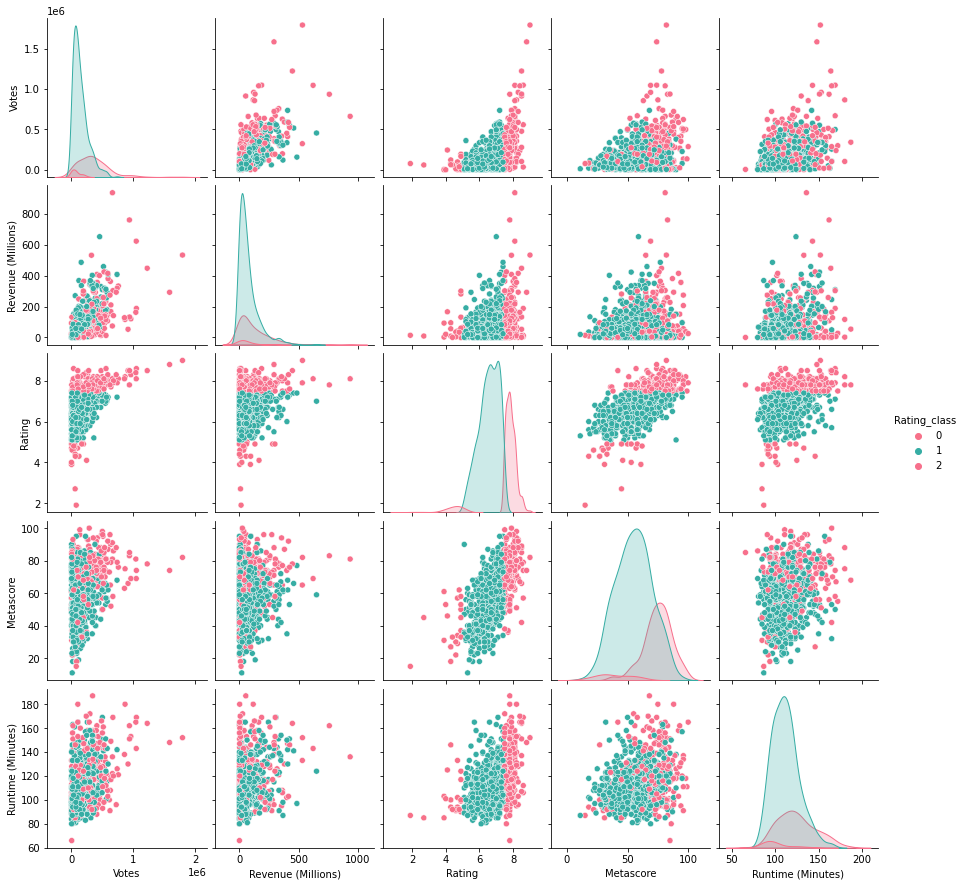 1e6
1.5
1.0
0.5
0.0
Votes
800
600
400
200
0
Revenue (Millions)
8
6
4
2
Rating
Rating_class
0
1
2
100
80
60
40
20
Metascore
180
160
140
120
100
80
60
Runtime (Minutes)
0 1 2 0 500 1000 2 4 6 8 0 50 100 50 100 150 200
1e6
Votes Revenue (Millions) Rating Metascore Runtime (Minutes)